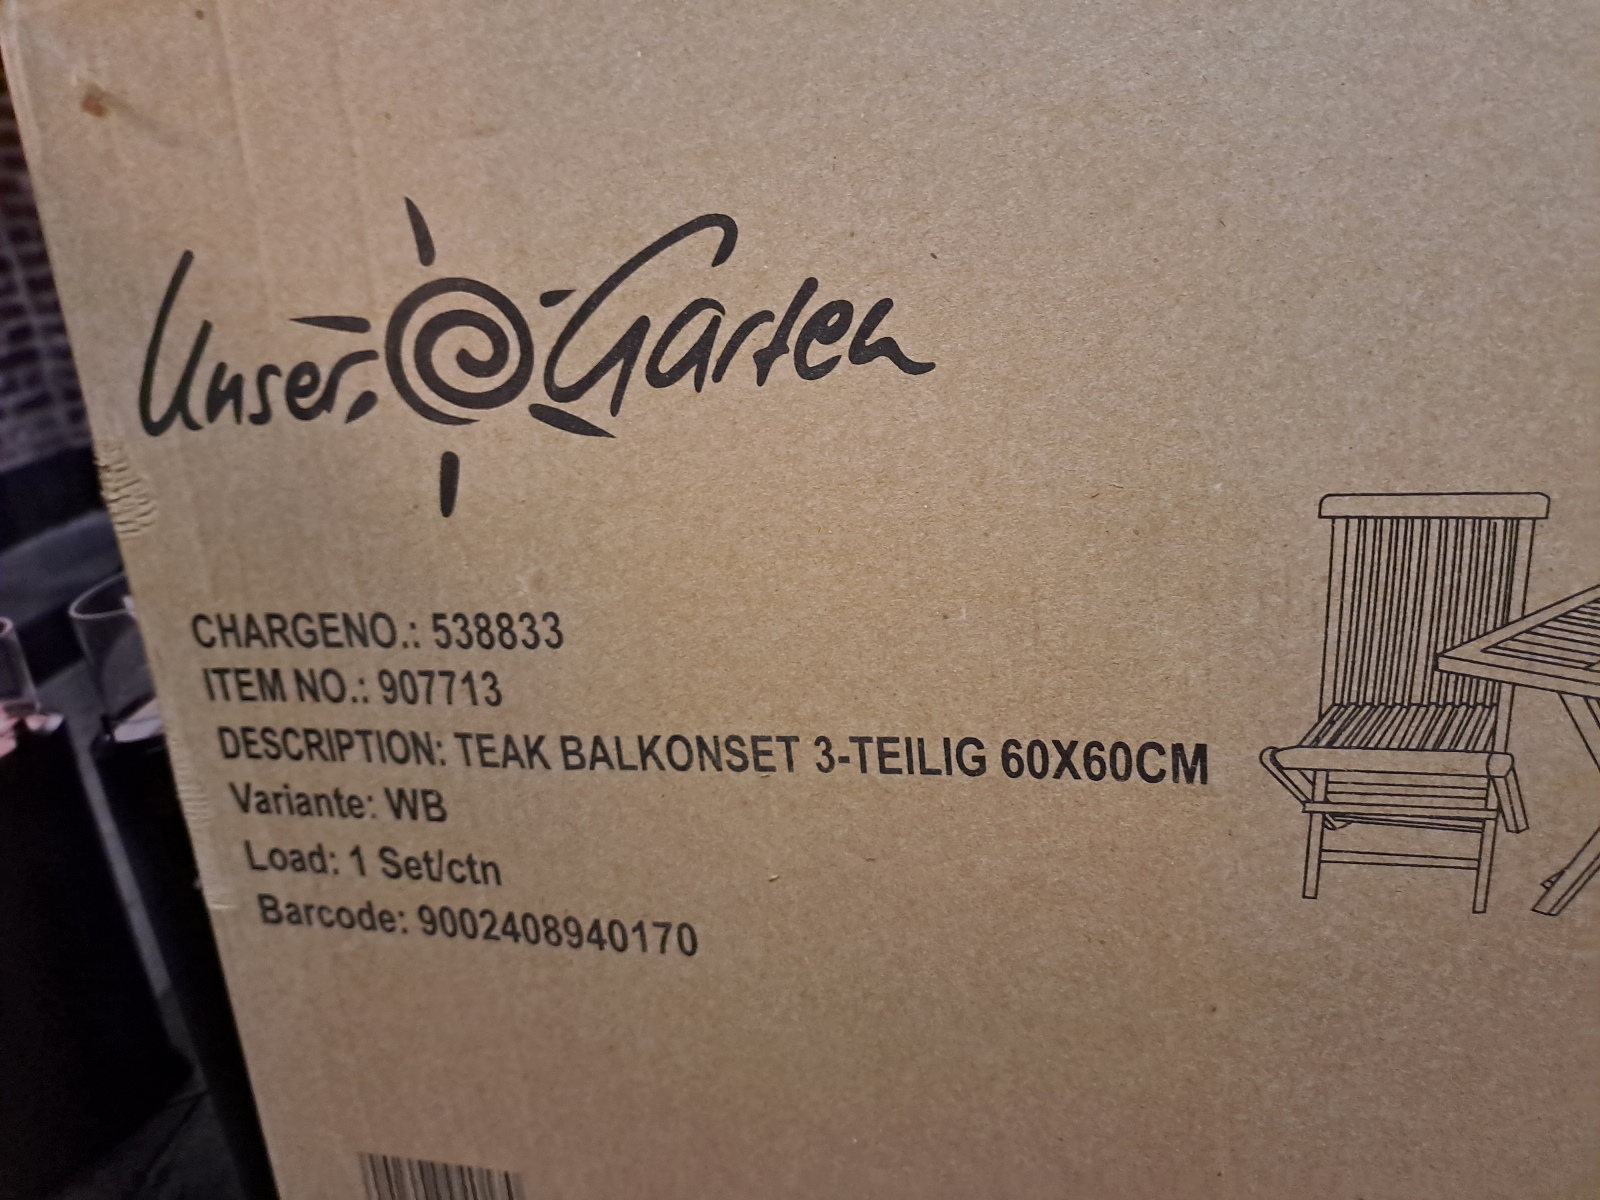 Unser Garten
CHARGENO.: 538833
ITEM NO.: 907713
DESCRIPTION: TEAK BALKONSET 3-TEILIG 60X60CM
Variante: WB
Load: 1 Set/ctn
Barcode: 9002408940170